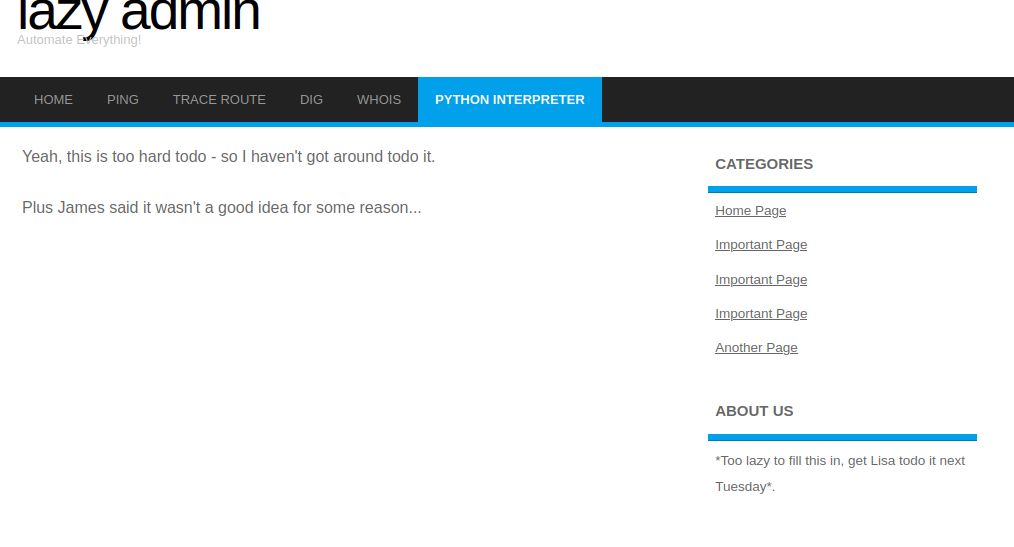 lazy admin
Automate Everything!
HOME PING TRACE ROUTE DIG WHOIS PYTHON INTERPRETER
Yeah, this is too hard todo - so I haven't got around todo it.
Plus James said it wasn't a good idea for some reason...
CATEGORIES
Home Page
Important Page
Important Page
Important Page
Another Page
ABOUT US
*Too lazy to fill this in, get Lisa todo it next
Tuesday*.